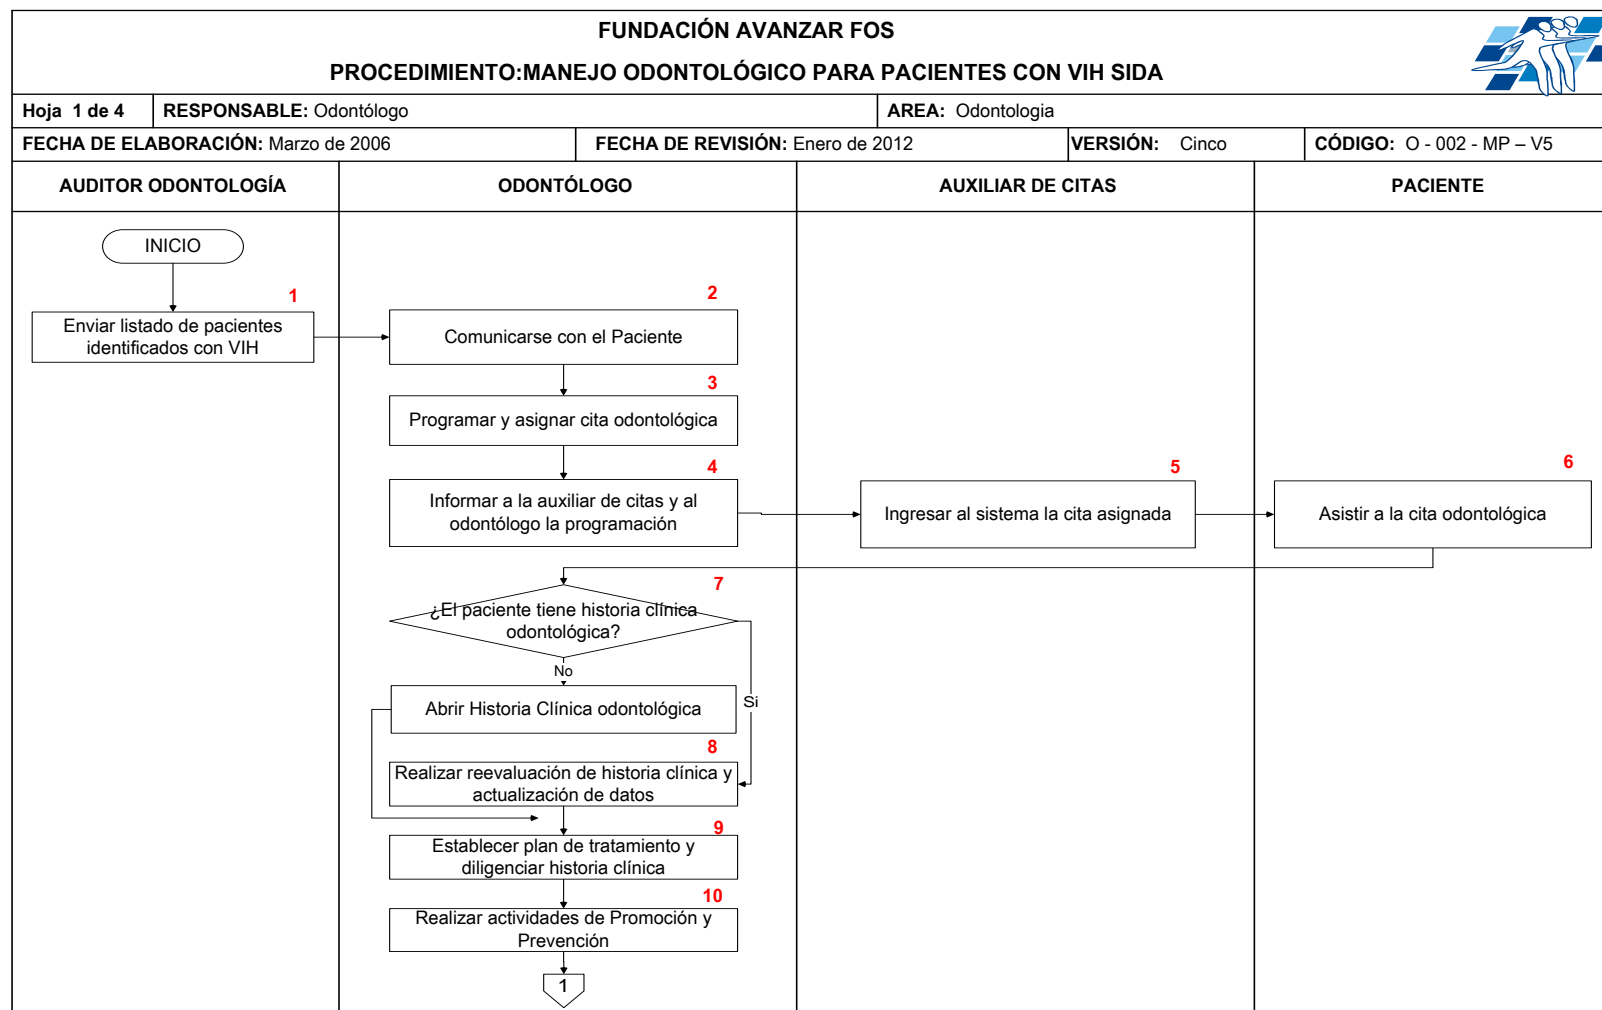 FUNDACIÓN AVANZAR FOS
PROCEDIMIENTO:MANEJO ODONTOLÓGICO PARA PACIENTES CON VIH SIDA
Hoja 1 de 4 RESPONSABLE: Odontólogo AREA: Odontologia
FECHA DE ELABORACIÓN: Marzo de 2006 FECHA DE REVISIÓN: Enero de 2012 VERSIÓN: Cinco CÓDIGO: O - 002 - MP – V5
AUDITOR ODONTOLOGÍA ODONTÓLOGO AUXILIAR DE CITAS PACIENTE
INICIO
1
Enviar listado de pacientes
identificados con VIH
2
Comunicarse con el Paciente
3
Programar y asignar cita odontológica
4
Informar a la auxiliar de citas y al
odontólogo la programación
5
Ingresar al sistema la cita asignada
6
Asistir a la cita odontológica
7
¿El paciente tiene historia clínica
odontológica?
No
Si
Abrir Historia Clínica odontológica
8
Realizar reevaluación de historia clínica y
actualización de datos
9
Establecer plan de tratamiento y
diligenciar historia clínica
10
Realizar actividades de Promoción y
Prevención
1